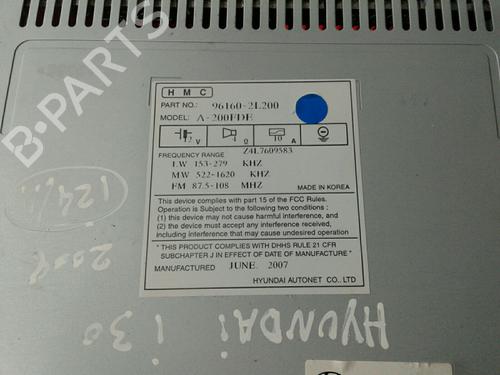 HMC
PART NO.: 96160-2L200
MODEL: A-200FDE
12 V 4 Ω 10 A
FREQUENCY RANGE Z4L7609583
LW 153-279 KHZ
MW 522-1620 KHZ
FM 87.5-108 MHZ
MADE IN KOREA
This device complies with part 15 of the FCC Rules.
Operation is Subject to the following two conditions ;
(1) this device may not cause harmful interference, and
(2) the device must accept any interference received,
including interference that may cause undesired operation
* THIS PRODUCT COMPLIES WITH DHHS RULE 21 CFR
SUBCHAPTER J IN EFFECT OF DATE OF MANUFACTURE *
MANUFACTURED JUNE. 2007
HYUNDAI AUTONET CO., LTD
HYUNDAI
i30
B-PARTS